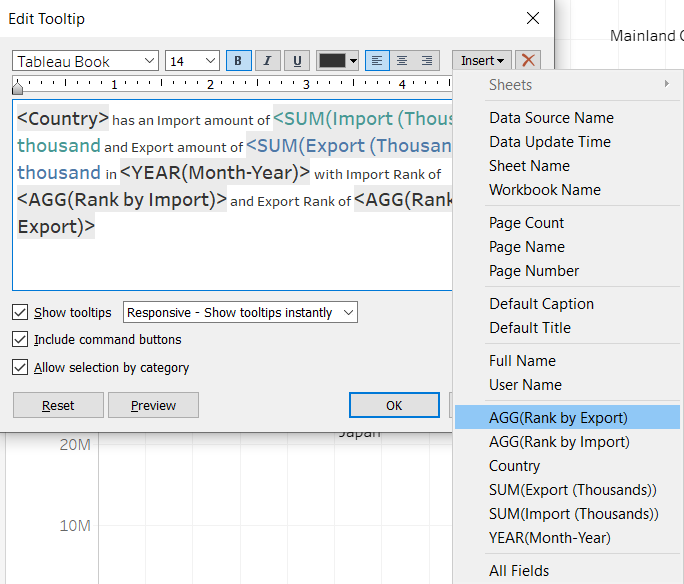 Edit Tooltip
Mainland C
Tableau Book 14 B I U Insert
1 2 3 4
<Country> has an Import amount of <SUM(Import (Thous
thousand and Export amount of <SUM(Export (Thousan
thousand in <YEAR(Month-Year)> with Import Rank of
<AGG(Rank by Import)> and Export Rank of <AGG(Rank
Export)>
Show tooltips Responsive - Show tooltips instantly
Include command buttons
Allow selection by category
Reset Preview OK
Sheets
Data Source Name
Data Update Time
Sheet Name
Workbook Name
Page Count
Page Name
Page Number
Default Caption
Default Title
Full Name
User Name
AGG(Rank by Export)
AGG(Rank by Import)
Country
SUM(Export (Thousands))
SUM(Import (Thousands))
YEAR(Month-Year)
All Fields
Japan
20M
10M